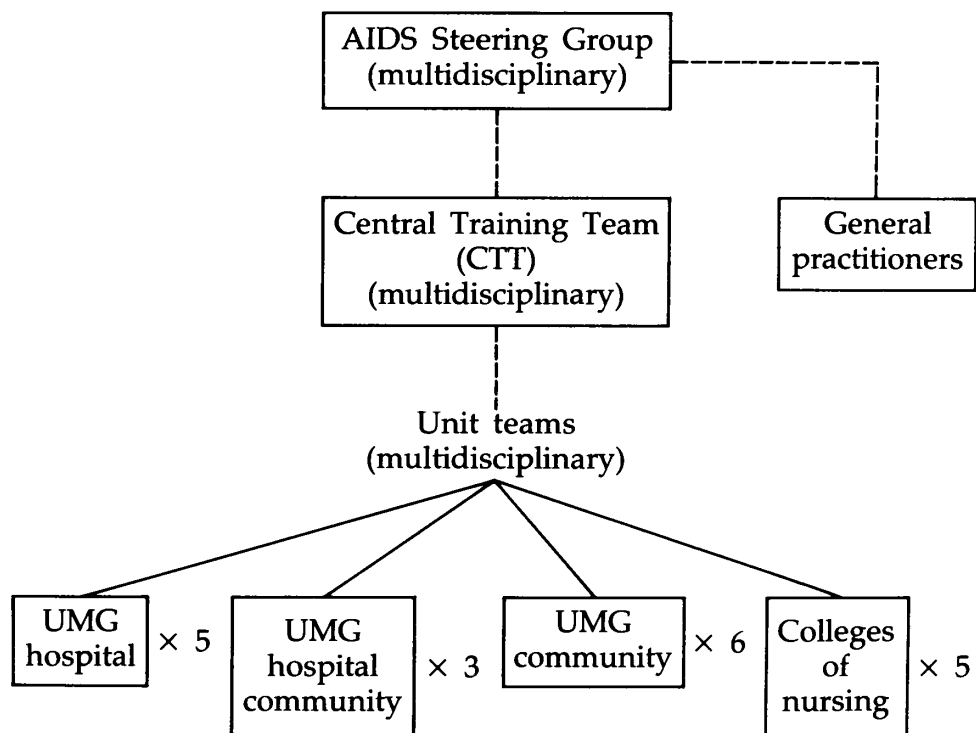 AIDS Steering Group
(multidisciplinary)
Central Training Team
(CTT)
(multidisciplinary)
General
practitioners
Unit teams
(multidisciplinary)
UMG
hospital
× 5
UMG
hospital
community
× 3
UMG
community
× 6
Colleges
of
nursing
× 5